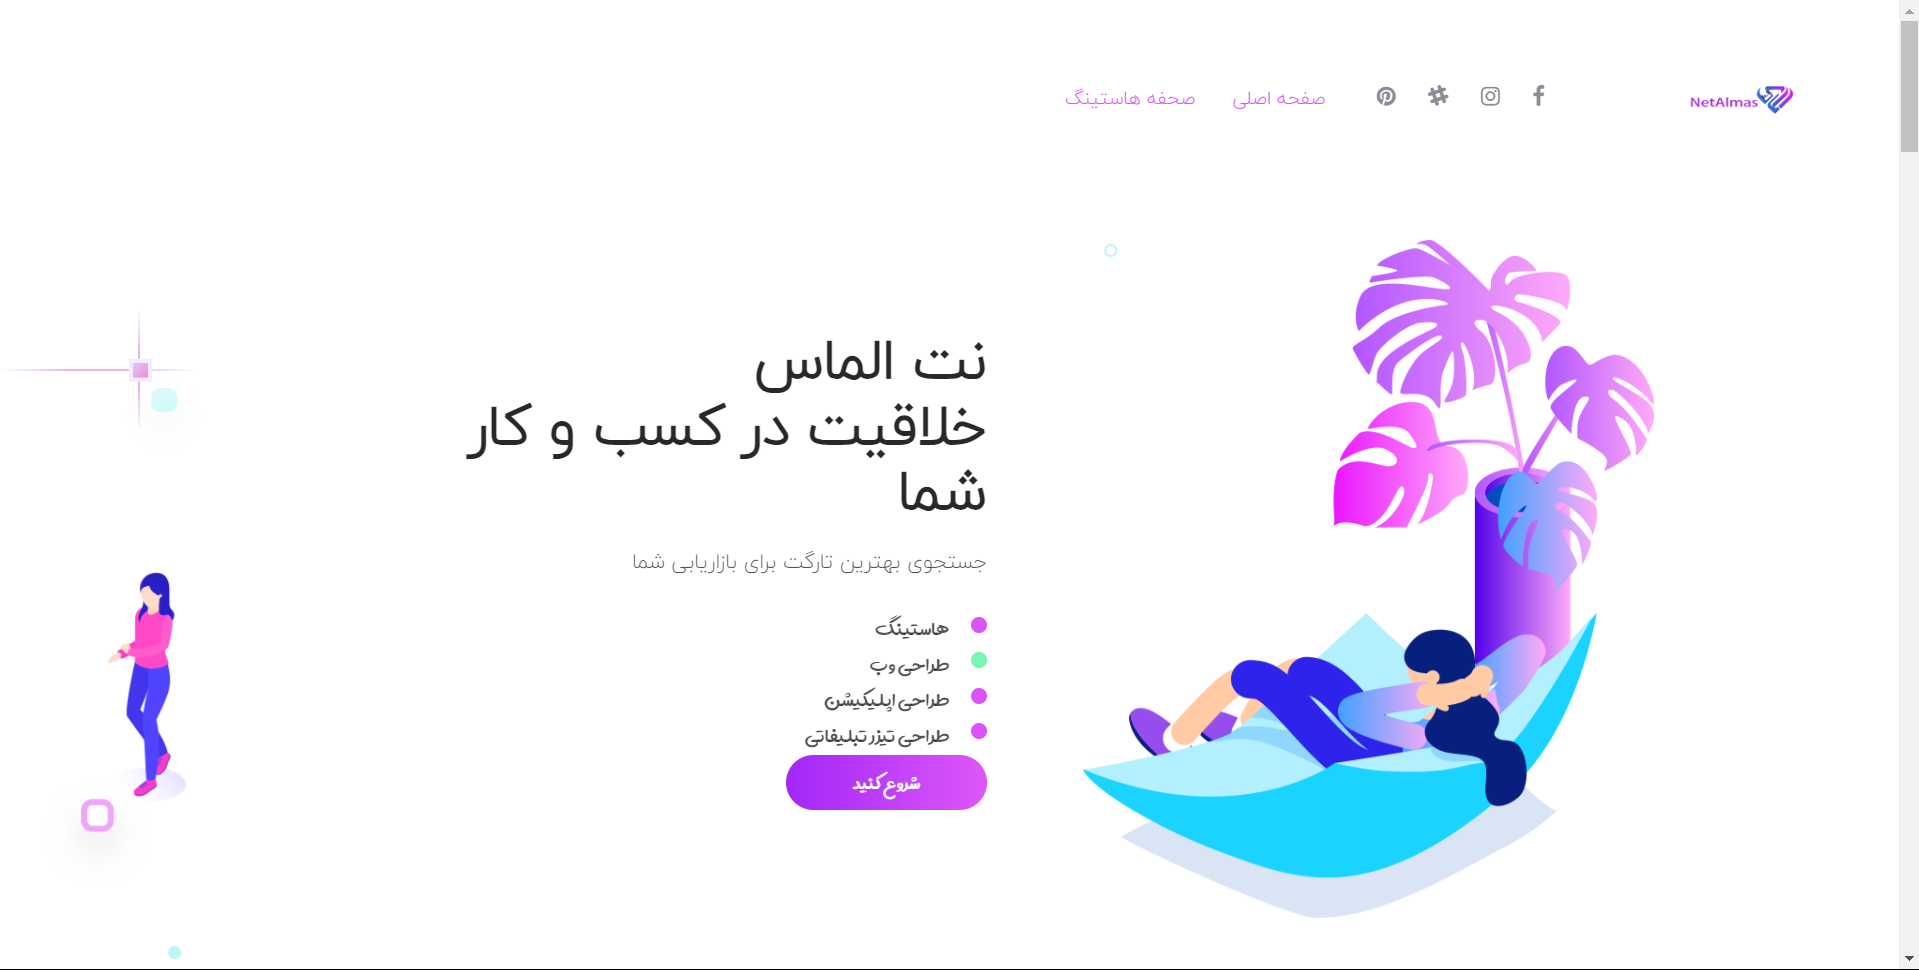 NetAlmas
صفحه اصلی
صحفه هاستینگ
نت الماس
خلاقیت در کسب و کار
شما
جستجوی بهترین تارگت برای بازاریابی شما
هاستینگ
طراحی وب
طراحی اپلیکیشن
طراحی تیزر تبلیغاتی
شروع کنید